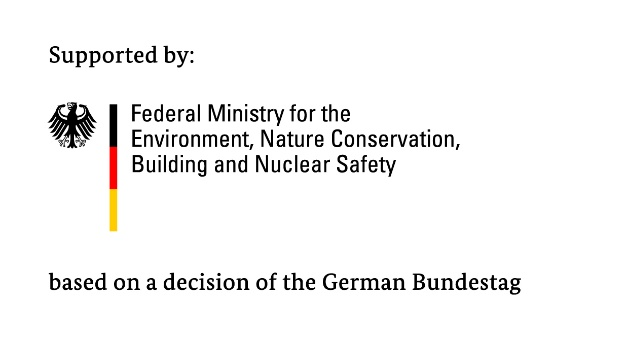 Supported by:
Federal Ministry for the
Environment, Nature Conservation,
Building and Nuclear Safety
based on a decision of the German Bundestag